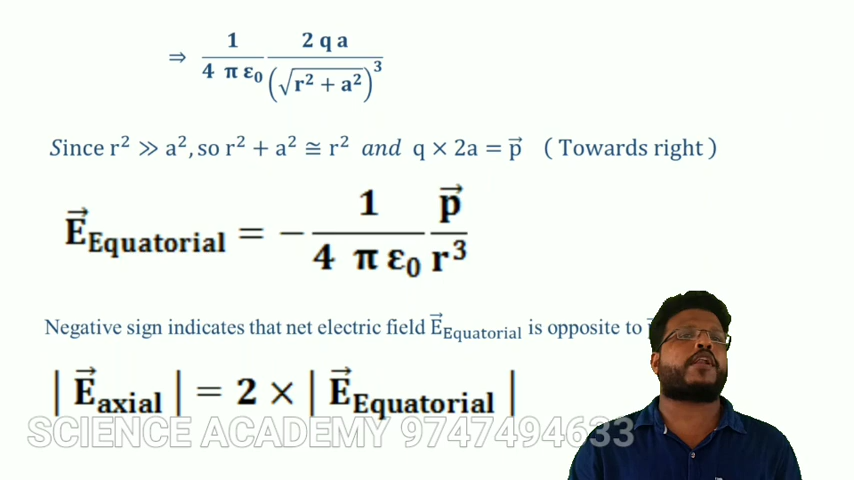 ⇒ 1 / 4 π ε₀ 2 q a / (√r² + a²)³
Since r² ≫ a², so r² + a² ≅ r² and q × 2a = p⃗ ( Towards right )
E⃗Equatorial = − 1 / 4 π ε₀ p⃗ / r³
Negative sign indicates that net electric field E⃗Equatorial is opposite to
| E⃗axial | = 2 × | E⃗Equatorial |
SCIENCE ACADEMY 9747494633